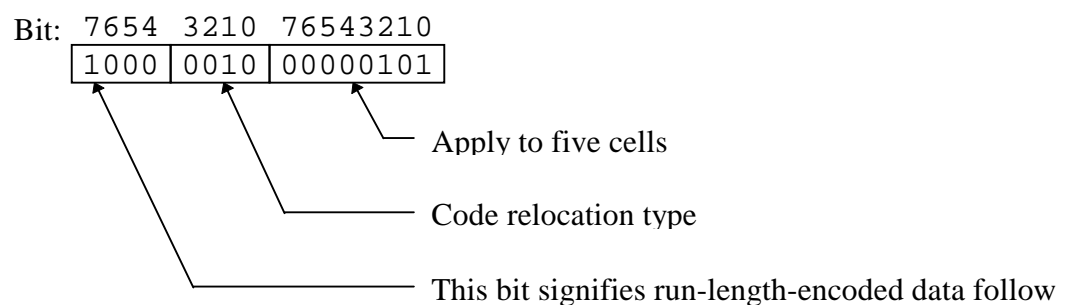 Bit: 7654 3210 76543210
1000 0010 00000101
Apply to five cells
Code relocation type
This bit signifies run-length-encoded data follow